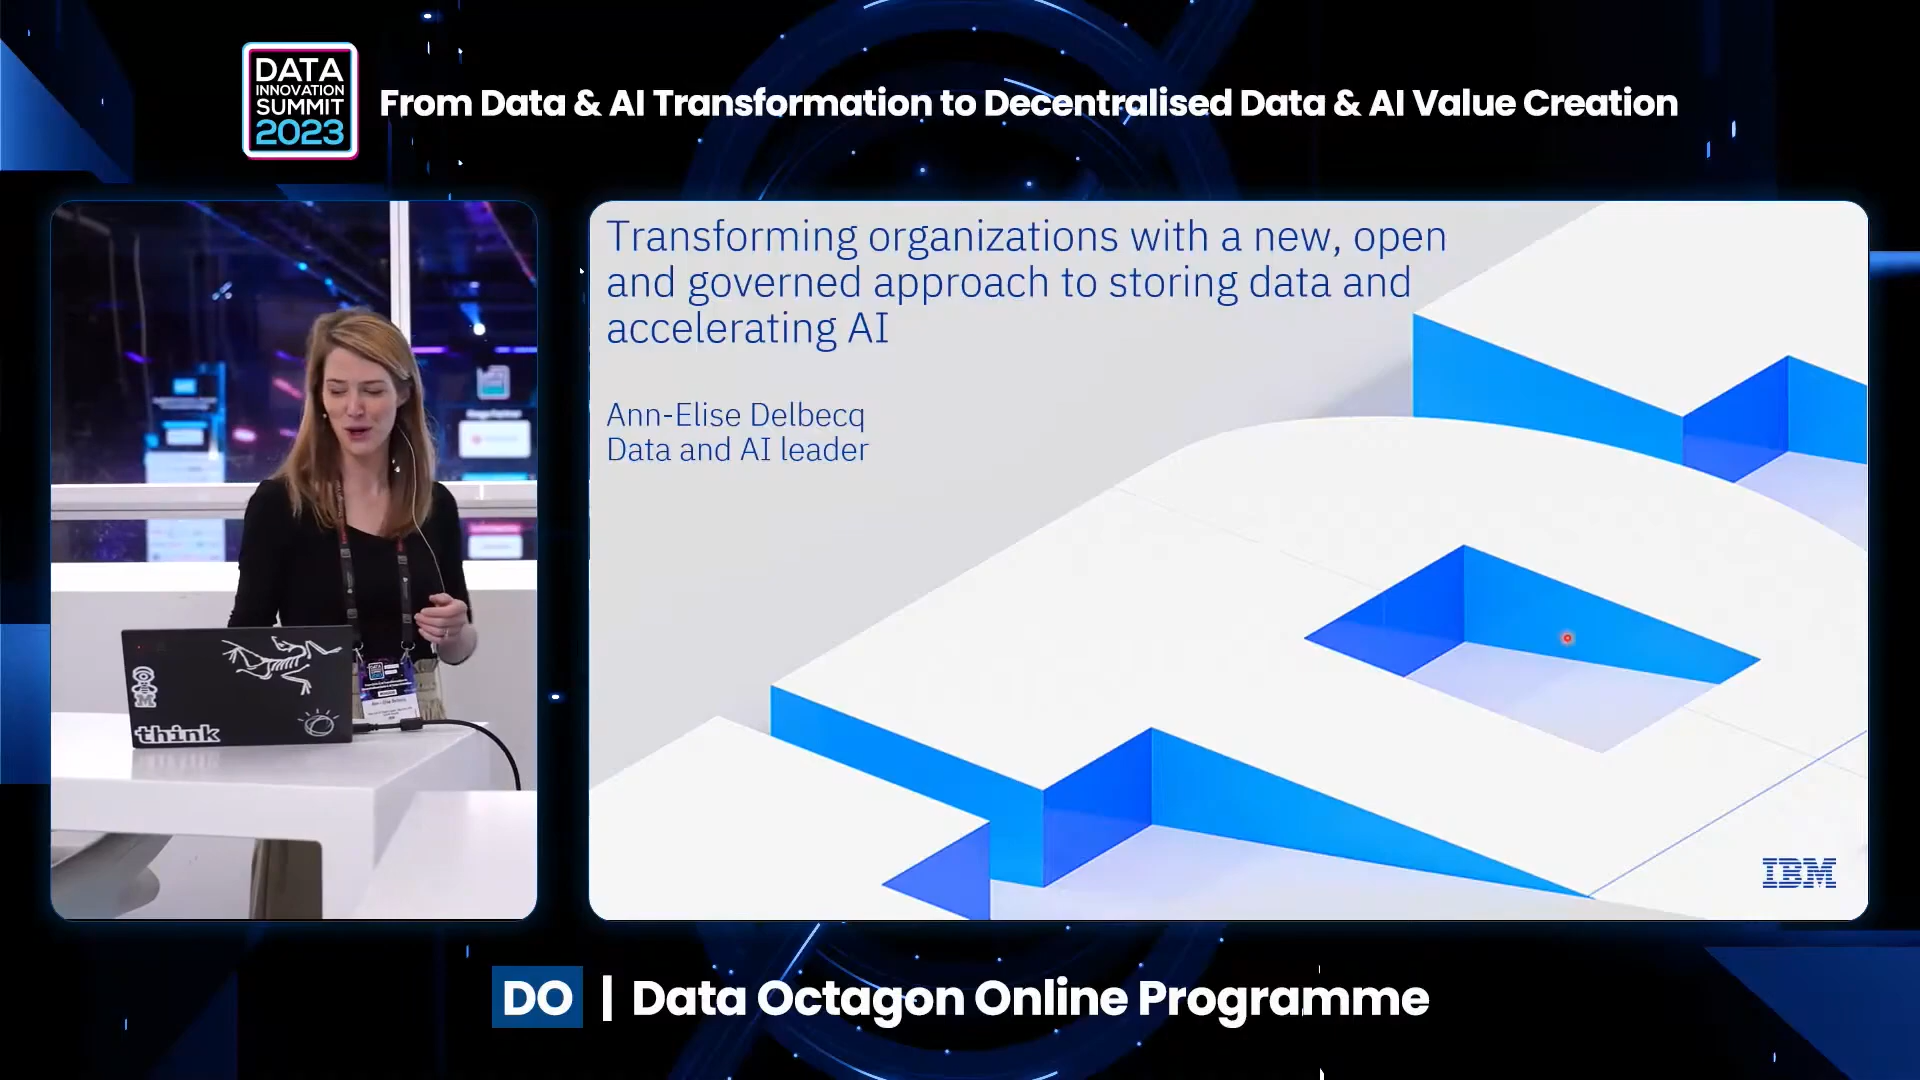 DATA
INNOVATION
SUMMIT
2023
From Data & AI Transformation to Decentralised Data & AI Value Creation
Transforming organizations with a new, open
and governed approach to storing data and
accelerating AI
Ann-Elise Delbecq
Data and AI leader
think
IBM
DO | Data Octagon Online Programme